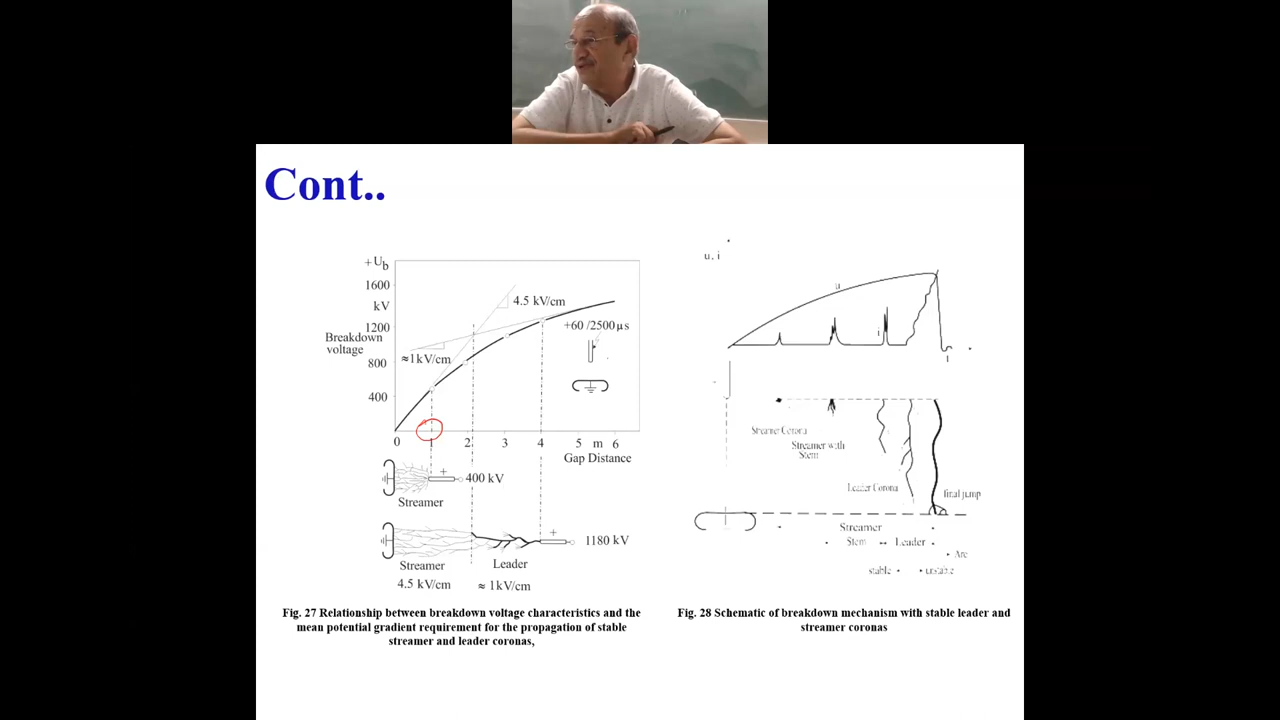 Cont..
+Ub
1600
kV
1200
Breakdown
voltage
800
400
4.5 kV/cm
≈1kV/cm
+60 /2500μs
0 1 2 3 4 5 m 6
Gap Distance
+
400 kV
Streamer
+
1180 kV
Streamer Leader
4.5 kV/cm ≈ 1kV/cm
Fig. 27 Relationship between breakdown voltage characteristics and the
mean potential gradient requirement for the propagation of stable
streamer and leader coronas,
u, i
u
i
t
Streamer Corona
Streamer with
Stem
Leader Corona
final jump
Streamer
Stem Leader
Arc
stable unstable
Fig. 28 Schematic of breakdown mechanism with stable leader and
streamer coronas